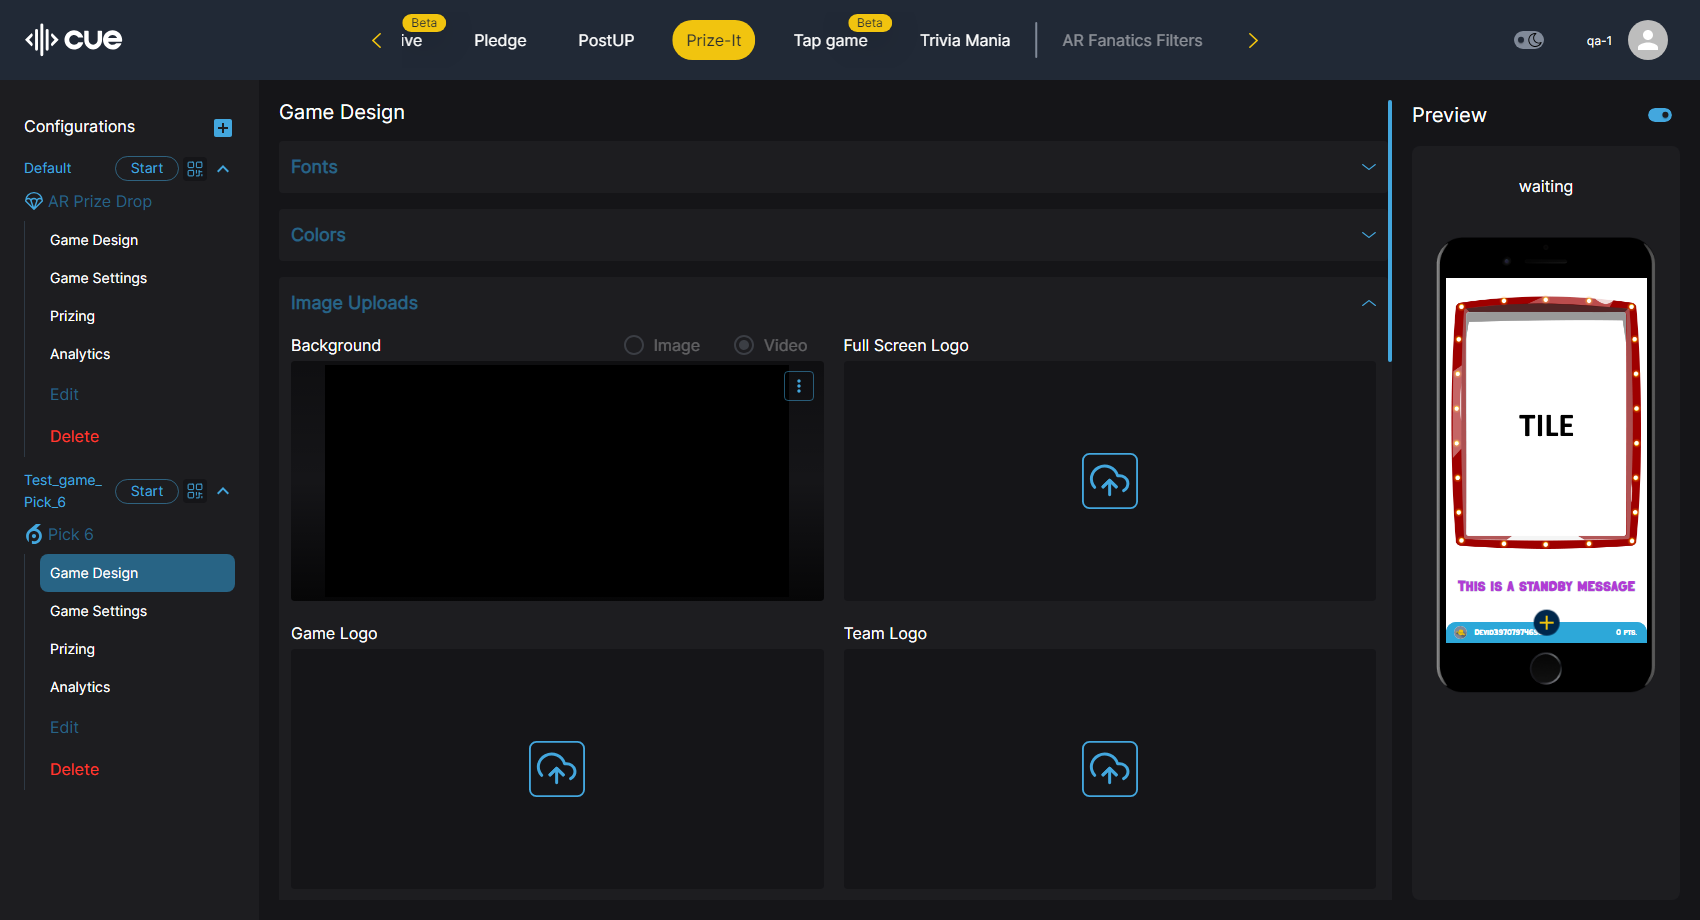 cue
Beta
ive
Pledge
PostUP
Prize-It
Beta
Tap game
Trivia Mania
AR Fanatics Filters
qa-1
Configurations
Default
Start
AR Prize Drop
Game Design
Game Settings
Prizing
Analytics
Edit
Delete
Test_game_
Pick_6
Start
Pick 6
Game Design
Game Settings
Prizing
Analytics
Edit
Delete
Game Design
Fonts
Colors
Image Uploads
Background
Image
Video
Full Screen Logo
Game Logo
Team Logo
Preview
waiting
TILE
This is a standby message
0 pts.